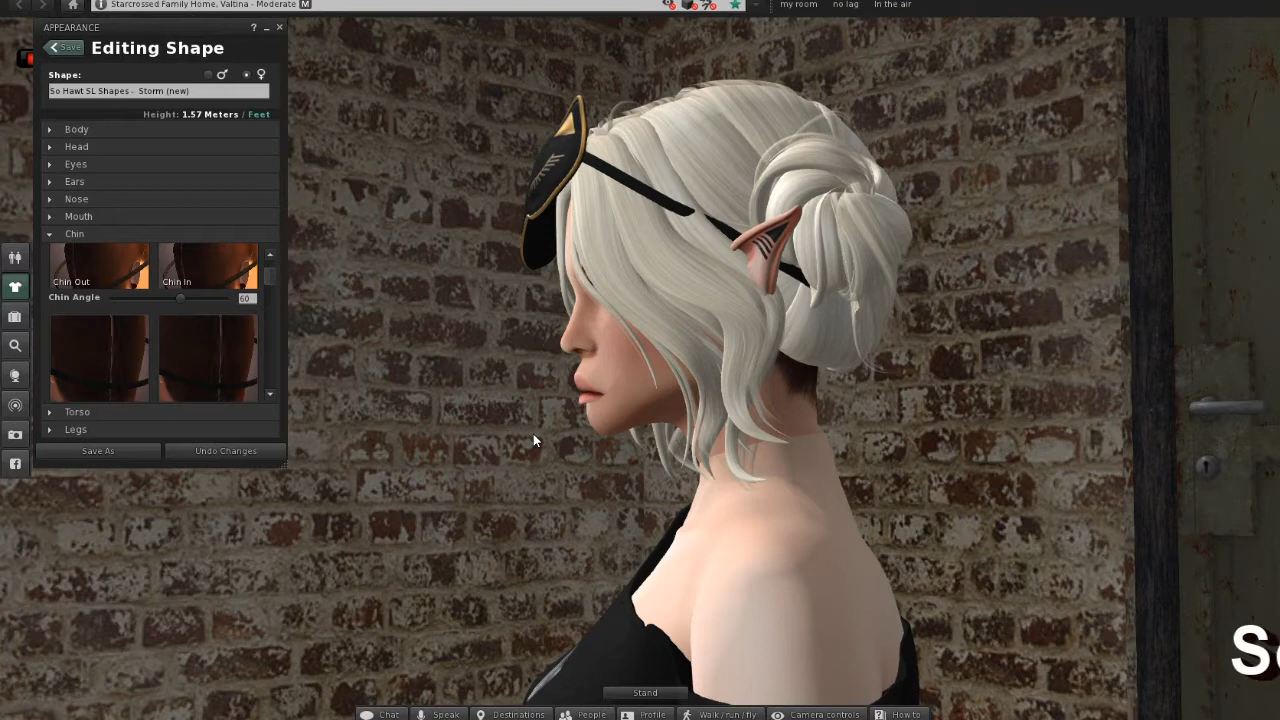 Starcrossed Family Home, Valtina - Moderate M
my room
no lag
In the air
APPEARANCE
? _ ×
Save
Editing Shape
Shape:
So Hawt SL Shapes - Storm (new)
Height: 1.57 Meters / Feet
Body
Head
Eyes
Ears
Nose
Mouth
Chin
Chin Out
Chin In
Chin Angle
60
Torso
Legs
Save As
Undo Changes
Stand
Chat
Speak
Destinations
People
Profile
Walk / run / fly
Camera controls
? How to